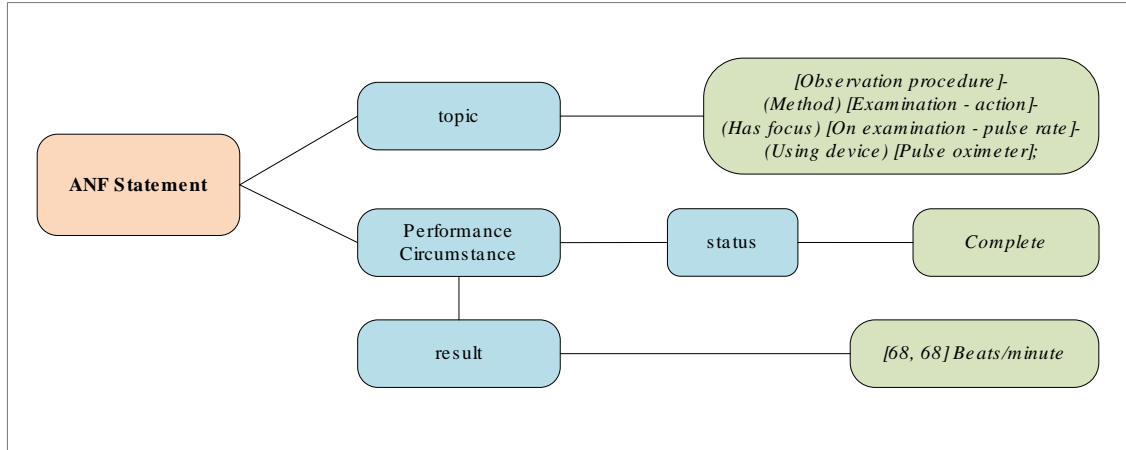 ANF Statement
topic
[Observation procedure]-
(Method) [Examination - action]-
(Has focus) [On examination - pulse rate]-
(Using device) [Pulse oximeter];
Performance
Circumstance
status
Complete
result
[68, 68] Beats/minute